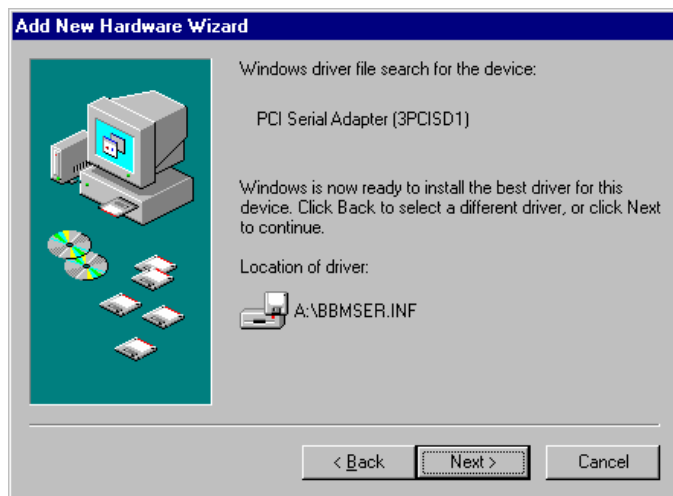 Add New Hardware Wizard
Windows driver file search for the device:
PCI Serial Adapter (3PCISD1)
Windows is now ready to install the best driver for this
device. Click Back to select a different driver, or click Next
to continue.
Location of driver:
A:\BBMSER.INF
< Back
Next >
Cancel